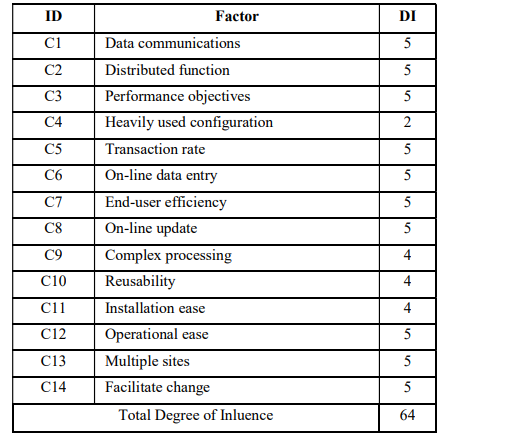 ID Factor DI
C1 Data communications 5
C2 Distributed function 5
C3 Performance objectives 5
C4 Heavily used configuration 2
C5 Transaction rate 5
C6 On-line data entry 5
C7 End-user efficiency 5
C8 On-line update 5
C9 Complex processing 4
C10 Reusability 4
C11 Installation ease 4
C12 Operational ease 5
C13 Multiple sites 5
C14 Facilitate change 5
Total Degree of Inluence 64